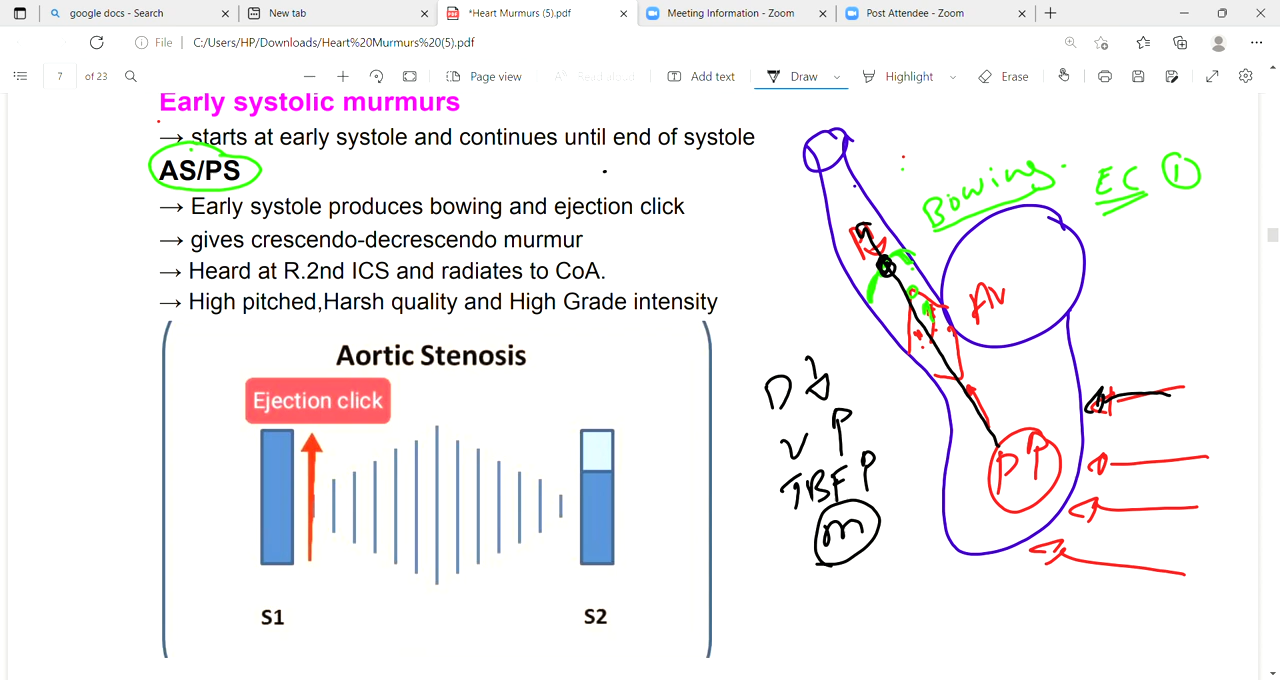 google docs - Search
New tab
*Heart Murmurs (5).pdf
Meeting Information - Zoom
Post Attendee - Zoom
File
C:/Users/HP/Downloads/Heart%20Murmurs%20(5).pdf
7 of 23
Page view
Read aloud
Add text
Draw
Highlight
Erase
Early systolic murmurs
→ starts at early systole and continues until end of systole
AS/PS
→ Early systole produces bowing and ejection click
→ gives crescendo-decrescendo murmur
→ Heard at R.2nd ICS and radiates to CoA.
→ High pitched,Harsh quality and High Grade intensity
Aortic Stenosis
Ejection click
S1
S2
Bowing
EC 1
AV
D↓
V↑
TBF↑
m
P↑